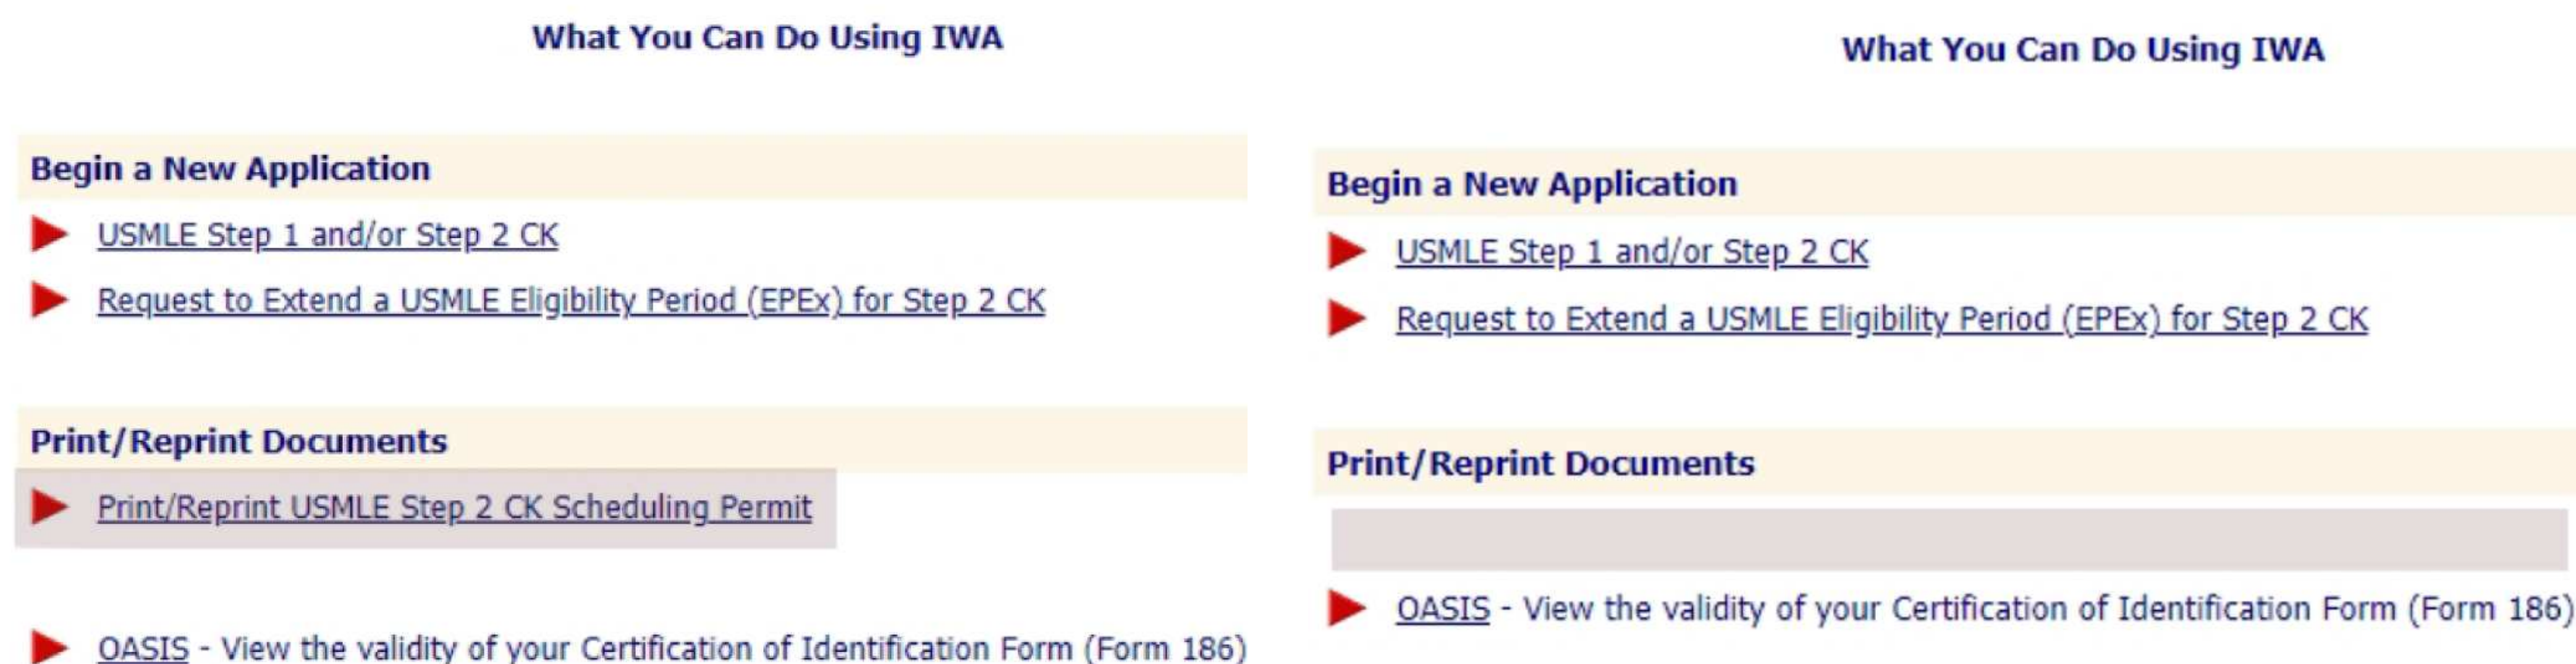 What You Can Do Using IWA
Begin a New Application
USMLE Step 1 and/or Step 2 CK
Request to Extend a USMLE Eligibility Period (EPEx) for Step 2 CK
Print/Reprint Documents
Print/Reprint USMLE Step 2 CK Scheduling Permit
OASIS - View the validity of your Certification of Identification Form (Form 186)
What You Can Do Using IWA
Begin a New Application
USMLE Step 1 and/or Step 2 CK
Request to Extend a USMLE Eligibility Period (EPEx) for Step 2 CK
Print/Reprint Documents
OASIS - View the validity of your Certification of Identification Form (Form 186)